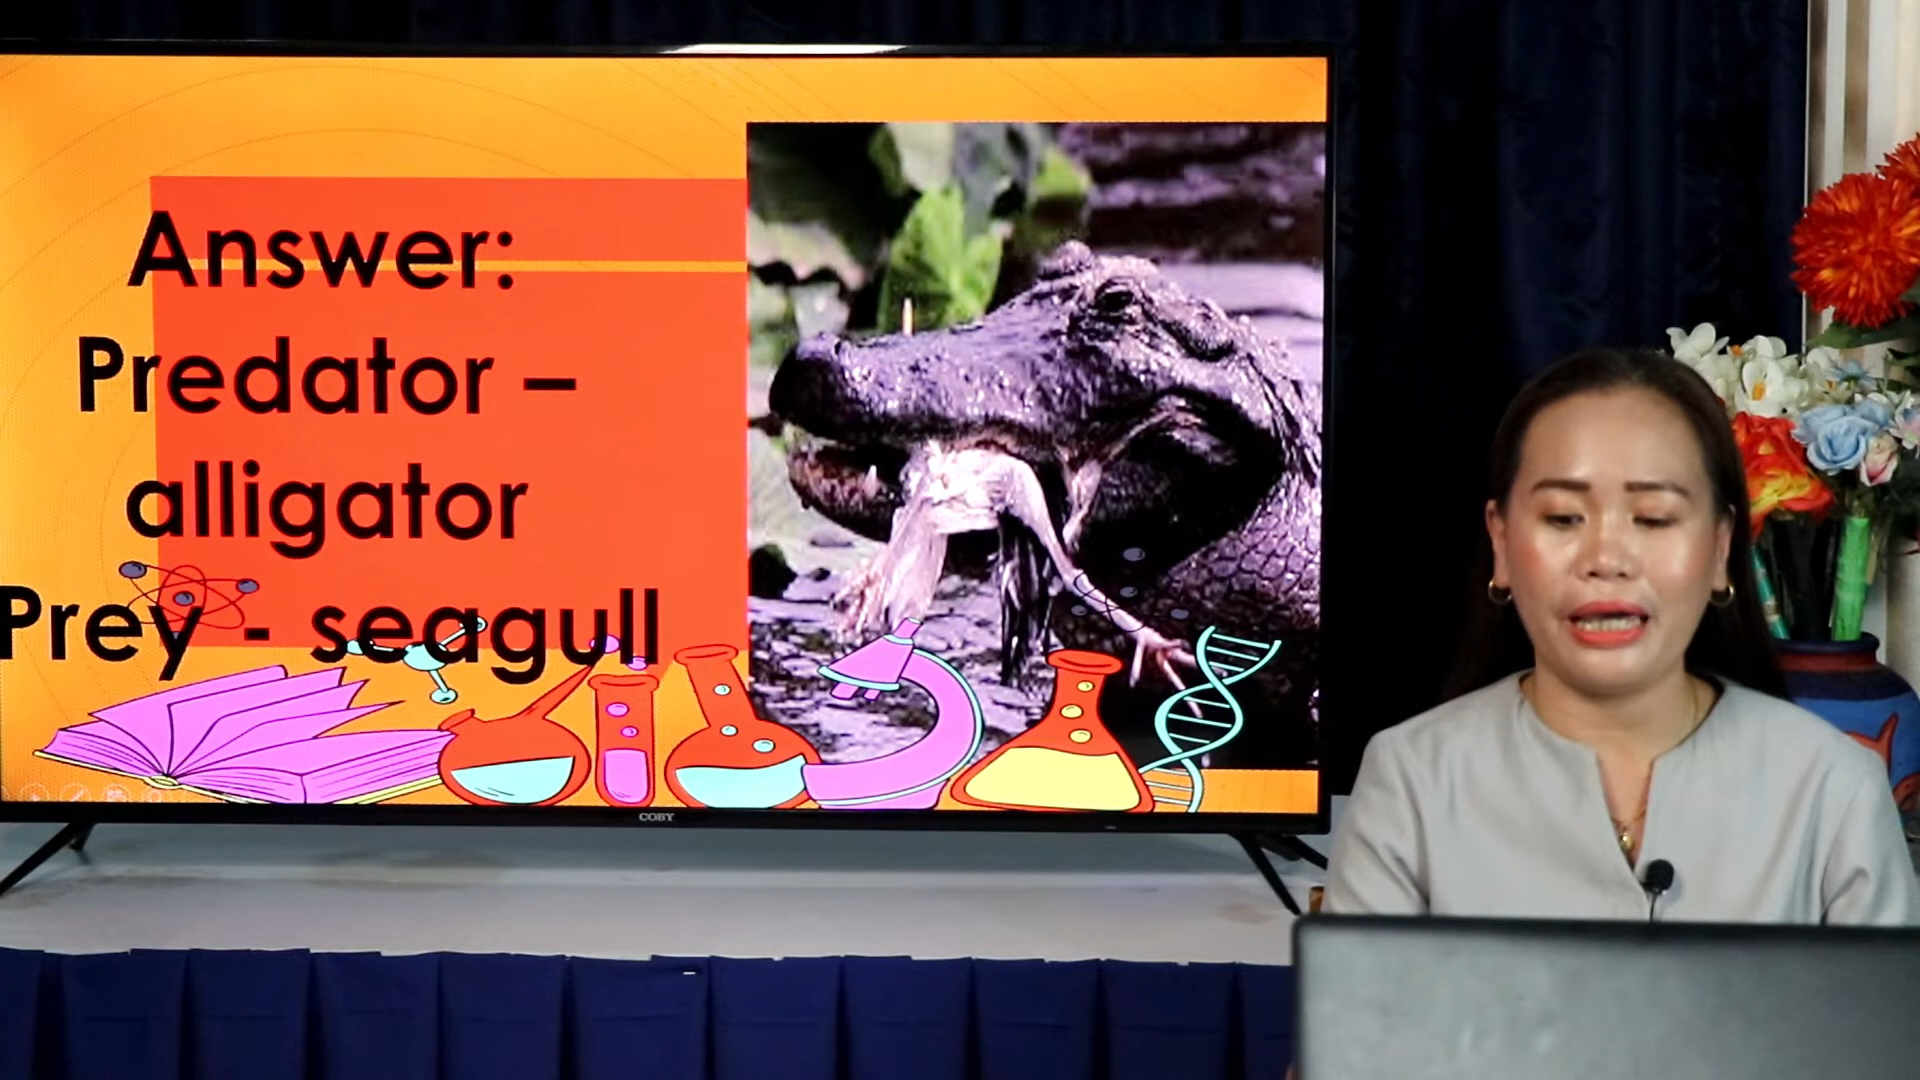 Answer:
Predator –
alligator
Prey - seagull
COBY